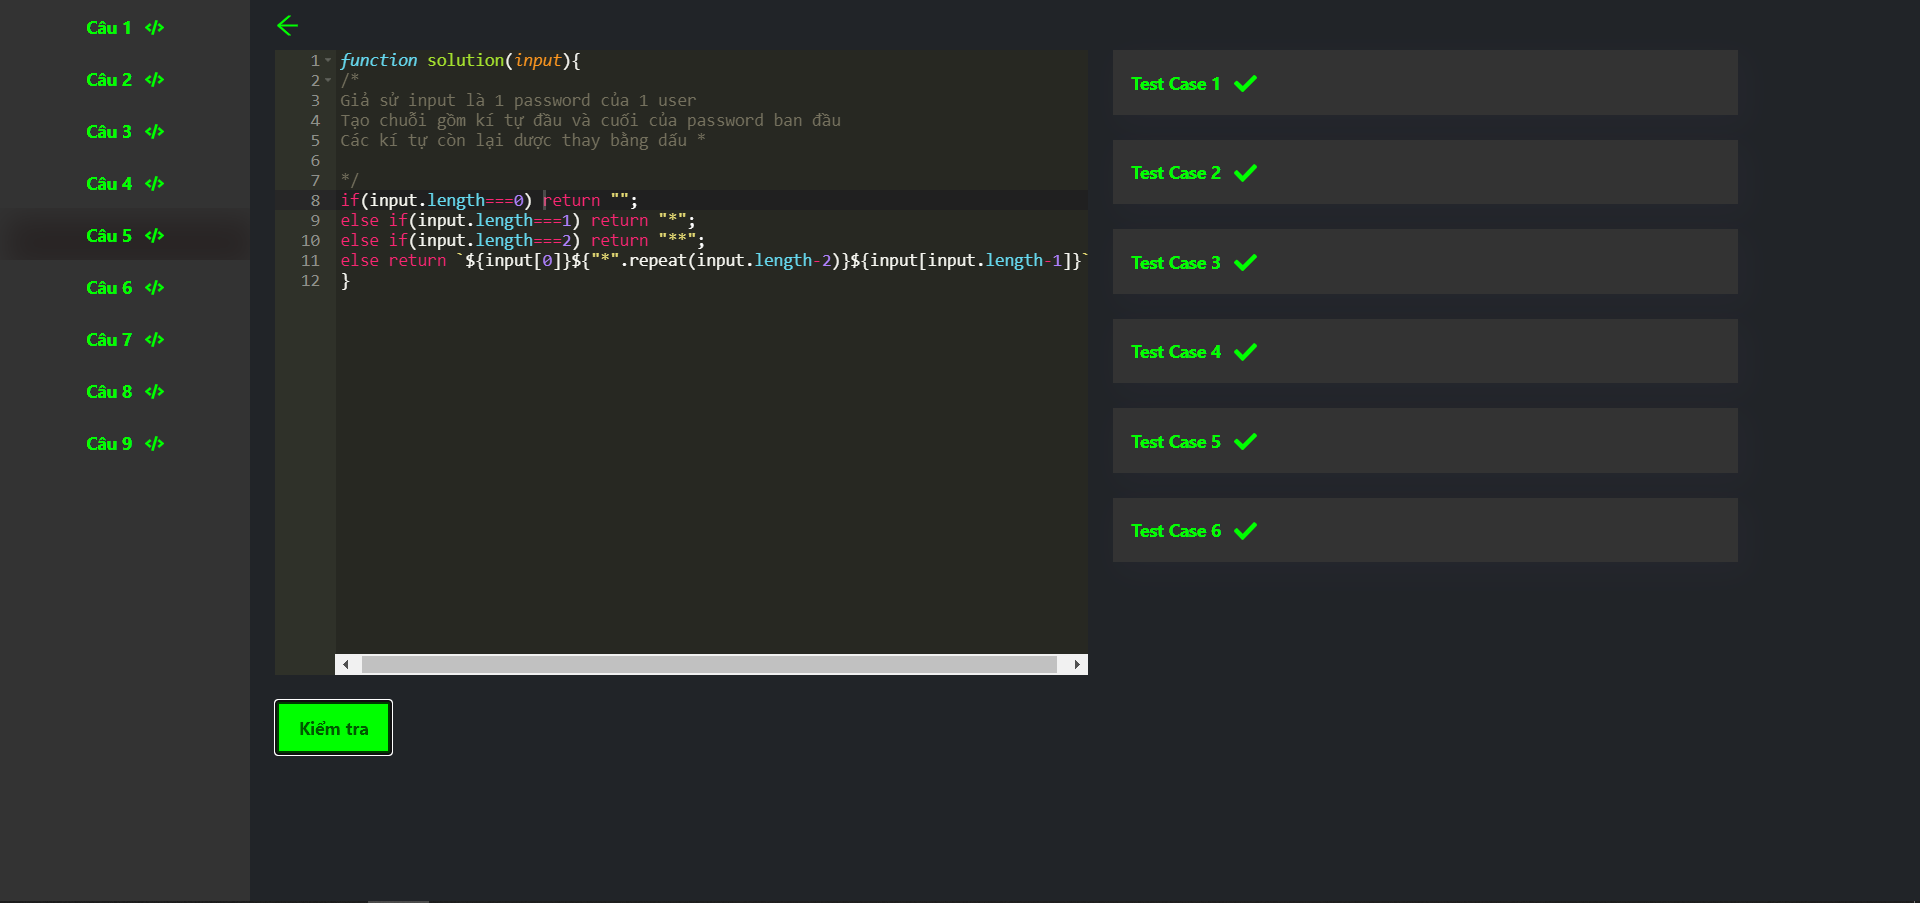 Câu 1 </>
Câu 2 </>
Câu 3 </>
Câu 4 </>
Câu 5 </>
Câu 6 </>
Câu 7 </>
Câu 8 </>
Câu 9 </>
1 function solution(input){
2 /*
3 Giả sử input là 1 password của 1 user
4 Tạo chuỗi gồm kí tự đầu và cuối của password ban đầu
5 Các kí tự còn lại dược thay bằng dấu *
6
7 */
8 if(input.length===0) return "";
9 else if(input.length===1) return "*";
10 else if(input.length===2) return "**";
11 else return `${input[0]}${"*".repeat(input.length-2)}${input[input.length-1]}`
12 }
Kiểm tra
Test Case 1
Test Case 2
Test Case 3
Test Case 4
Test Case 5
Test Case 6